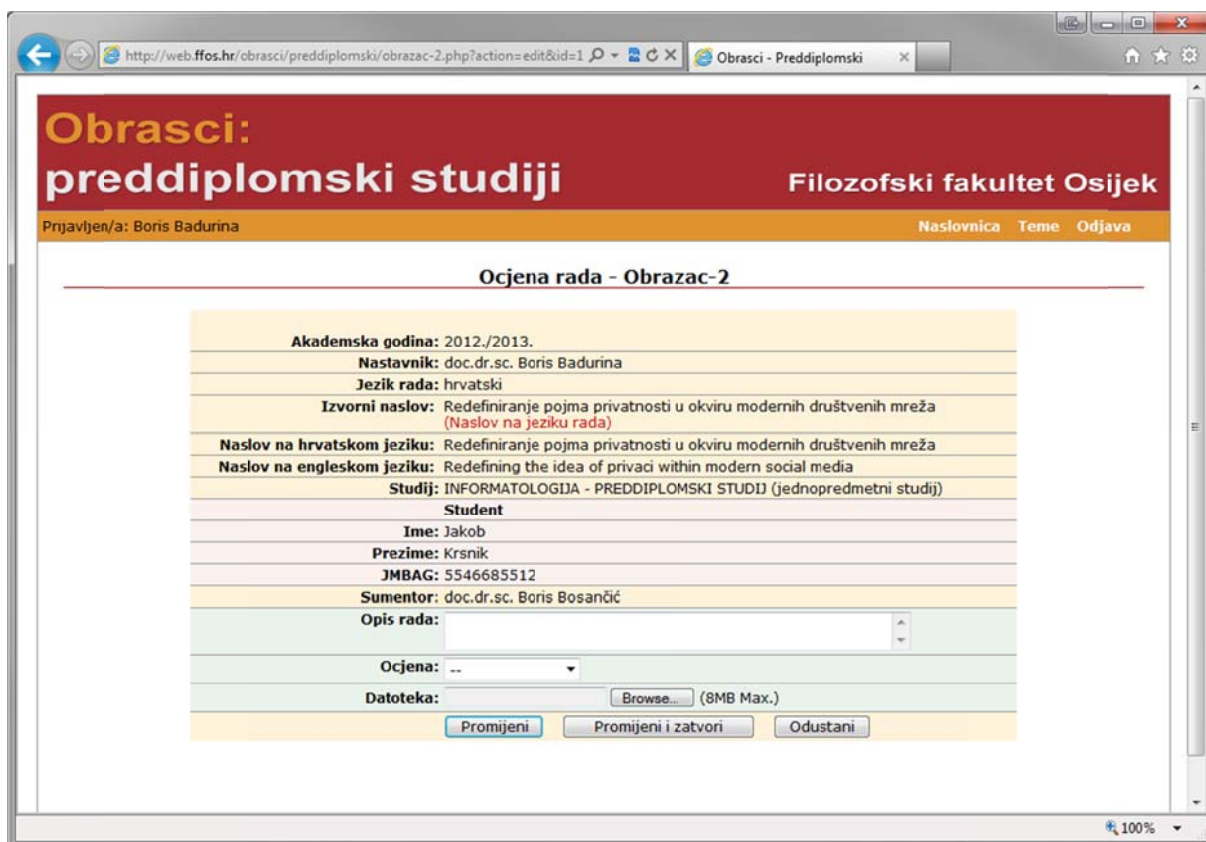 http://web.ffos.hr/obrasci/preddiplomski/obrazac-2.php?action=edit&id=1
Obrasci - Preddiplomski
Obrasci:
preddiplomski studiji
Filozofski fakultet Osijek
Prijavljen/a: Boris Badurina
Naslovnica Teme Odjava
Ocjena rada - Obrazac-2
Akademska godina: 2012./2013.
Nastavnik: doc.dr.sc. Boris Badurina
Jezik rada: hrvatski
Izvorni naslov: Redefiniranje pojma privatnosti u okviru modernih društvenih mreža
(Naslov na jeziku rada)
Naslov na hrvatskom jeziku: Redefiniranje pojma privatnosti u okviru modernih društvenih mreža
Naslov na engleskom jeziku: Redefining the idea of privaci within modern social media
Studij: INFORMATOLOGIJA - PREDDIPLOMSKI STUDIJ (jednopredmetni studij)
Student
Ime: Jakob
Prezime: Krsnik
JMBAG: 5546685512
Sumentor: doc.dr.sc. Boris Bosančić
Opis rada:
Ocjena: --
Datoteka: Browse... (8MB Max.)
Promijeni Promijeni i zatvori Odustani
100%